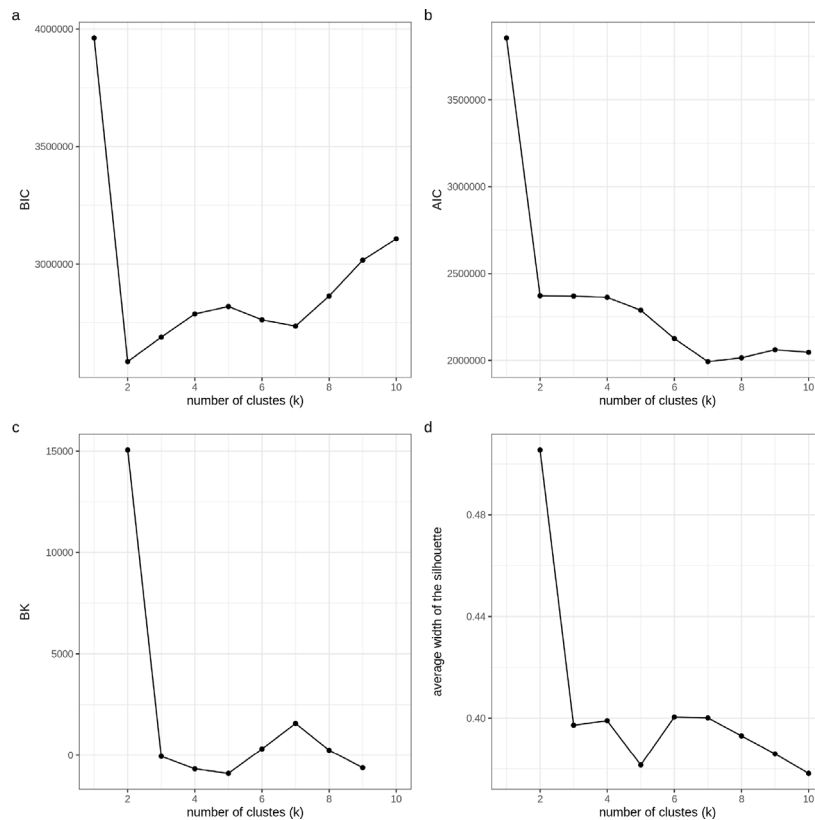 a
4000000
3500000
3000000
BIC
2 4 6 8 10
number of clustes (k)
b
3500000
3000000
2500000
2000000
AIC
2 4 6 8 10
number of clustes (k)
c
15000
10000
5000
0
BK
2 4 6 8 10
number of clustes (k)
d
0.48
0.44
0.40
average width of the silhouette
2 4 6 8 10
number of clustes (k)